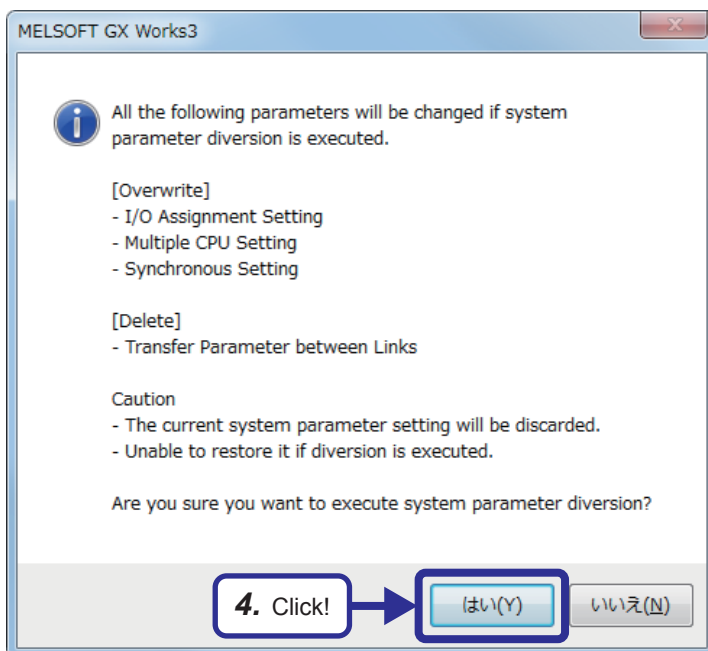 MELSOFT GX Works3
All the following parameters will be changed if system
parameter diversion is executed.
[Overwrite]
- I/O Assignment Setting
- Multiple CPU Setting
- Synchronous Setting
[Delete]
- Transfer Parameter between Links
Caution
- The current system parameter setting will be discarded.
- Unable to restore it if diversion is executed.
Are you sure you want to execute system parameter diversion?
4. Click!
はい(Y)
いいえ(N)